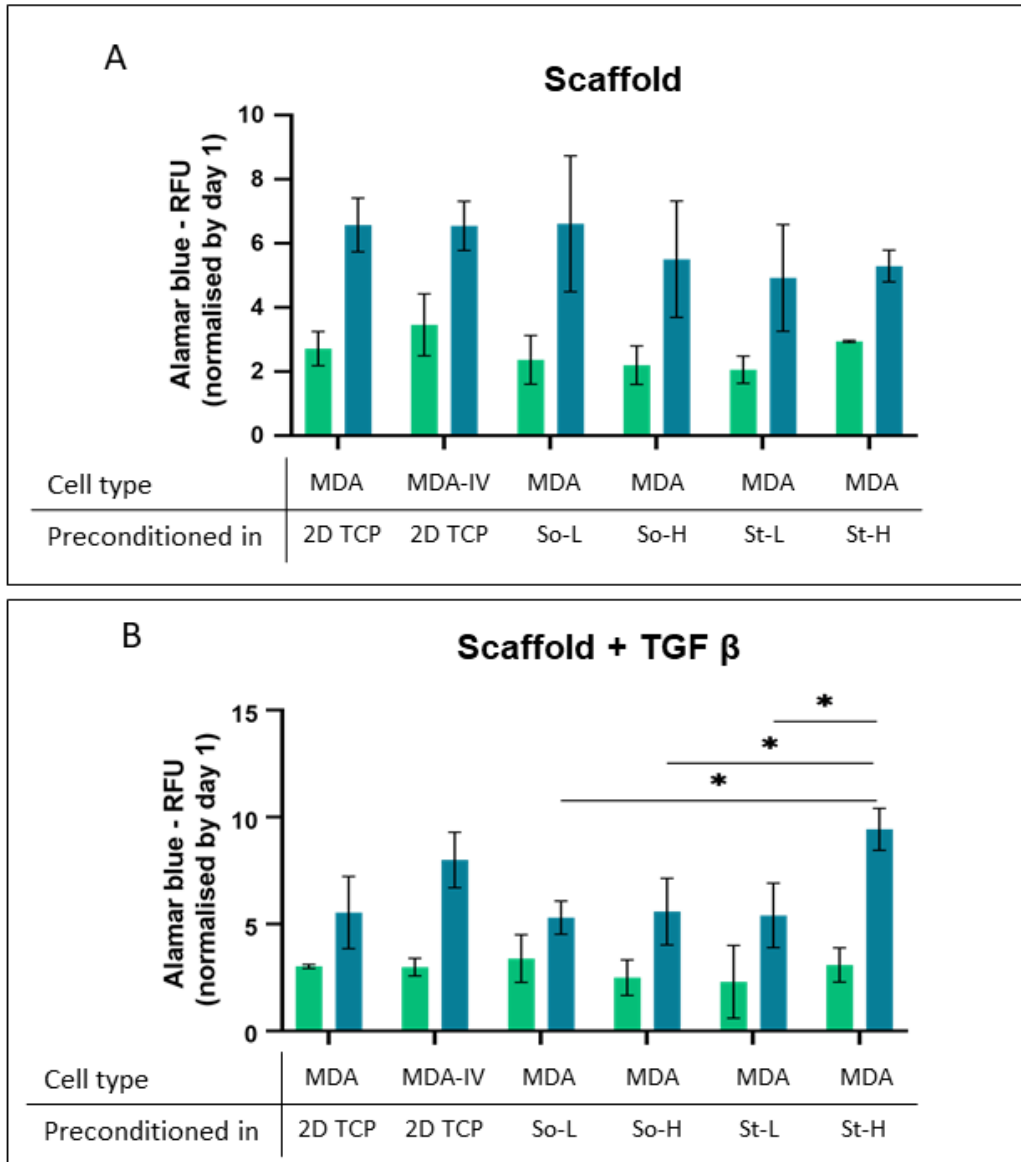 A
Scaffold
Alamar blue - RFU
(normalised by day 1)
10
8
6
4
2
0
Cell type MDA MDA-IV MDA MDA MDA MDA
Preconditioned in 2D TCP 2D TCP So-L So-H St-L St-H
B
Scaffold + TGF β
Alamar blue - RFU
(normalised by day 1)
15
10
5
0
*
*
*
Cell type MDA MDA-IV MDA MDA MDA MDA
Preconditioned in 2D TCP 2D TCP So-L So-H St-L St-H